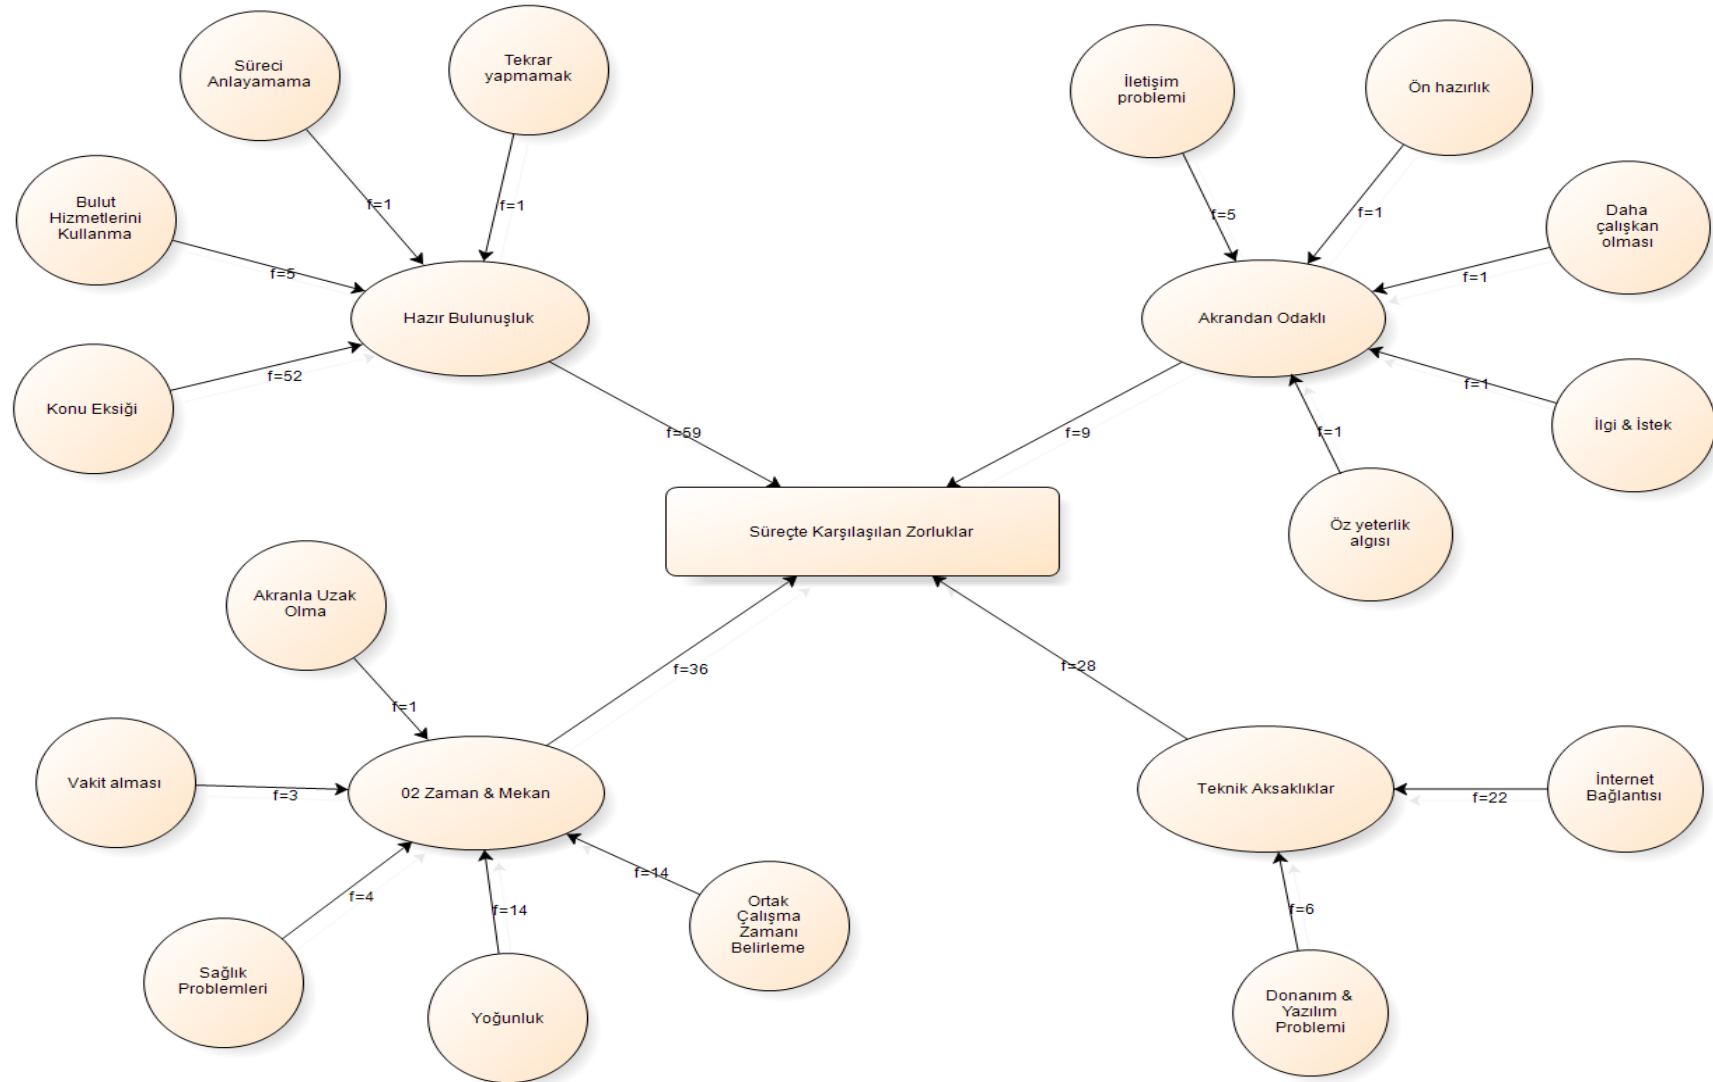 Süreci
Anlayamama
Tekrar
yapmamak
İletişim
problemi
Ön hazırlık
Bulut
Hizmetlerini
Kullanma
Daha
çalışkan
olması
f=1
f=1
f=5
f=1
f=5
f=1
Hazır Bulunuşluk
Akrandan Odaklı
Konu Eksiği
f=52
f=1
İlgi & İstek
f=59
f=9
f=1
Süreçte Karşılaşılan Zorluklar
Öz yeterlik
algısı
Akranla Uzak
Olma
f=36
f=28
f=1
Vakit alması
f=3
02 Zaman & Mekan
Teknik Aksaklıklar
f=22
İnternet
Bağlantısı
f=4
f=14
f=14
f=6
Ortak
Çalışma
Zamanı
Belirleme
Sağlık
Problemleri
Yoğunluk
Donanım &
Yazılım
Problemi